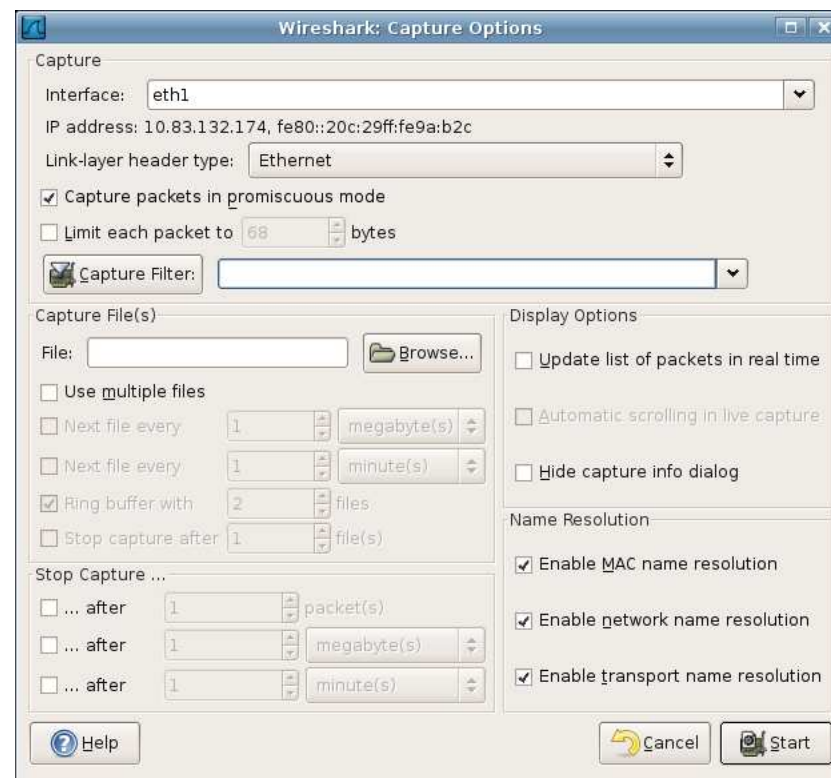 Wireshark: Capture Options
Capture
Interface: eth1
IP address: 10.83.132.174, fe80::20c:29ff:fe9a:b2c
Link-layer header type: Ethernet
Capture packets in promiscuous mode
Limit each packet to 68 bytes
Capture Filter:
Capture File(s)
File: Browse...
Use multiple files
Next file every 1 megabyte(s)
Next file every 1 minute(s)
Ring buffer with 2 files
Stop capture after 1 file(s)
Stop Capture ...
... after 1 packet(s)
... after 1 megabyte(s)
... after 1 minute(s)
Display Options
Update list of packets in real time
Automatic scrolling in live capture
Hide capture info dialog
Name Resolution
Enable MAC name resolution
Enable network name resolution
Enable transport name resolution
Help
Cancel
Start